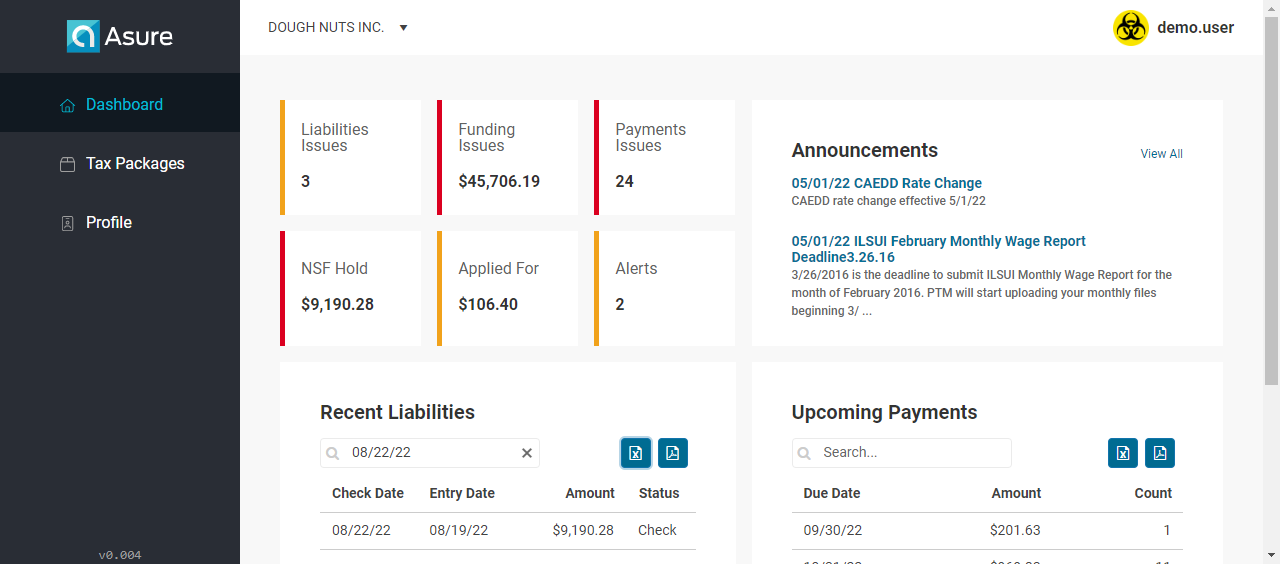 Asure
DOUGH NUTS INC.
demo.user
Dashboard
Tax Packages
Profile
v0.004
Liabilities
Issues
3
Funding
Issues
$45,706.19
Payments
Issues
24
NSF Hold
$9,190.28
Applied For
$106.40
Alerts
2
Announcements
View All
05/01/22 CAEDD Rate Change
CAEDD rate change effective 5/1/22
05/01/22 ILSUI February Monthly Wage Report
Deadline3.26.16
3/26/2016 is the deadline to submit ILSUI Monthly Wage Report for the
month of February 2016. PTM will start uploading your monthly files
beginning 3/ ...
Recent Liabilities
08/22/22
Check Date Entry Date Amount Status
08/22/22 08/19/22 $9,190.28 Check
Upcoming Payments
Search...
Due Date Amount Count
09/30/22 $201.63 1